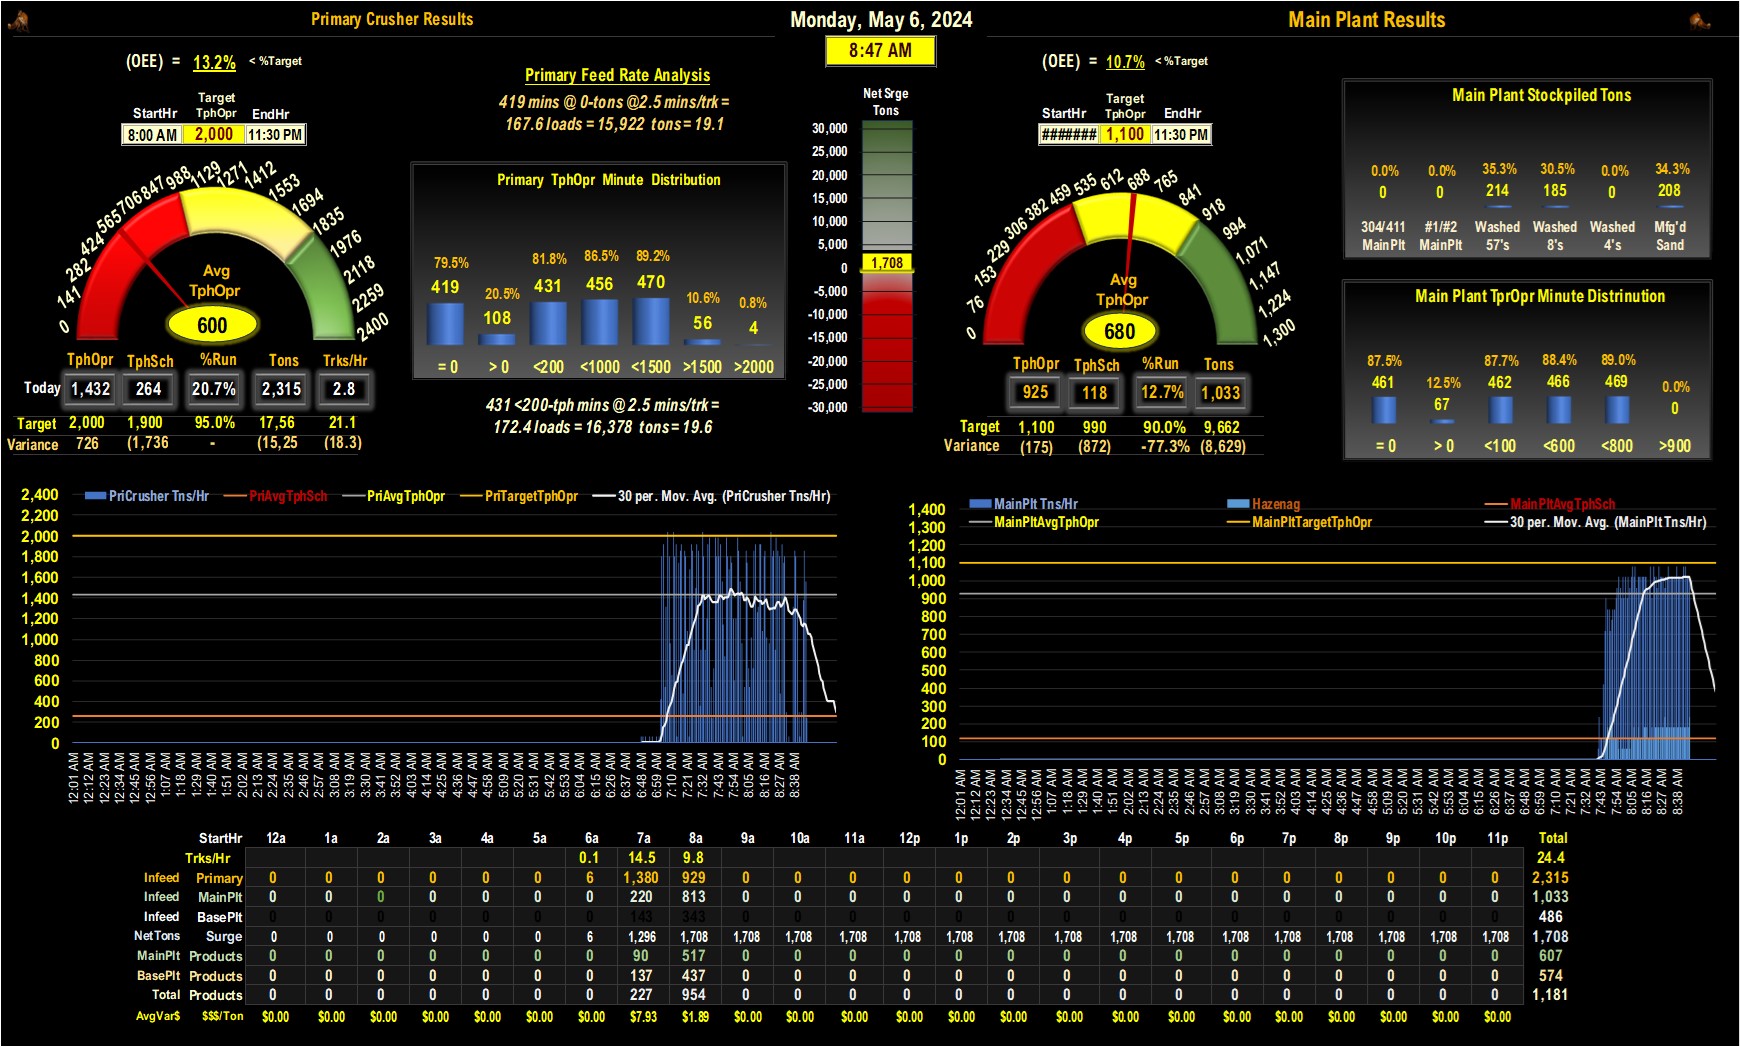 Primary Crusher Results
Monday, May 6, 2024
Main Plant Results
8:47 AM
(OEE) = 13.2% < %Target
Target
StartHr TphOpr EndHr
8:00 AM 2,000 11:30 PM
0 141 282 424 565 706 847 988 1129 1271 1412 1553 1694 1835 1976 2118 2259 2400
Avg
TphOpr
600
TphOpr TphSch %Run Tons Trks/Hr
Today 1,432 264 20.7% 2,315 2.8
Target 2,000 1,900 95.0% 17,56 21.1
Variance 726 (1,736 - (15,25 (18.3)
Primary Feed Rate Analysis
419 mins @ 0-tons @2.5 mins/trk =
167.6 loads = 15,922 tons = 19.1
Primary TphOpr Minute Distribution
79.5% 20.5% 81.8% 86.5% 89.2% 10.6% 0.8%
419 108 431 456 470 56 4
= 0 > 0 <200 <1000 <1500 >1500 >2000
431 <200-tph mins @ 2.5 mins/trk =
172.4 loads = 16,378 tons = 19.6
Net Srge
Tons
30,000
25,000
20,000
15,000
10,000
5,000
0
-5,000
-10,000
-15,000
-20,000
-25,000
-30,000
1,708
(OEE) = 10.7% < %Target
Target
StartHr TphOpr EndHr
####### 1,100 11:30 PM
0 76 153 229 306 382 459 535 612 688 765 841 918 994 1,071 1,147 1,224 1,300
Avg
TphOpr
680
TphOpr TphSch %Run Tons
925 118 12.7% 1,033
Target 1,100 990 90.0% 9,662
Variance (175) (872) -77.3% (8,629)
Main Plant Stockpiled Tons
0.0% 0.0% 35.3% 30.5% 0.0% 34.3%
0 0 214 185 0 208
304/411 #1/#2 Washed Washed Washed Mfg'd
MainPlt MainPlt 57's 8's 4's Sand
Main Plant TprOpr Minute Distrinution
87.5% 12.5% 87.7% 88.4% 89.0% 0.0%
461 67 462 466 469 0
= 0 > 0 <100 <600 <800 >900
PriCrusher Tns/Hr PriAvgTphSch PriAvgTphOpr PriTargetTphOpr 30 per. Mov. Avg. (PriCrusher Tns/Hr)
2,400
2,200
2,000
1,800
1,600
1,400
1,200
1,000
800
600
400
200
0
12:01 AM 12:12 AM 12:23 AM 12:34 AM 12:45 AM 12:56 AM 1:07 AM 1:18 AM 1:29 AM 1:40 AM 1:51 AM 2:02 AM 2:13 AM 2:24 AM 2:35 AM 2:46 AM 2:57 AM 3:08 AM 3:19 AM 3:30 AM 3:41 AM 3:52 AM 4:03 AM 4:14 AM 4:25 AM 4:36 AM 4:47 AM 4:58 AM 5:09 AM 5:20 AM 5:31 AM 5:42 AM 5:53 AM 6:04 AM 6:15 AM 6:26 AM 6:37 AM 6:48 AM 6:59 AM 7:10 AM 7:21 AM 7:32 AM 7:43 AM 7:54 AM 8:05 AM 8:16 AM 8:27 AM 8:38 AM
MainPlt Tns/Hr Hazenag MainPltAvgTphSch
MainPltAvgTphOpr MainPltTargetTphOpr 30 per. Mov. Avg. (MainPlt Tns/Hr)
1,400
1,300
1,200
1,100
1,000
900
800
700
600
500
400
300
200
100
0
12:01 AM 12:12 AM 12:23 AM 12:34 AM 12:45 AM 12:56 AM 1:07 AM 1:18 AM 1:29 AM 1:40 AM 1:51 AM 2:02 AM 2:13 AM 2:24 AM 2:35 AM 2:46 AM 2:57 AM 3:08 AM 3:19 AM 3:30 AM 3:41 AM 3:52 AM 4:03 AM 4:14 AM 4:25 AM 4:36 AM 4:47 AM 4:58 AM 5:09 AM 5:20 AM 5:31 AM 5:42 AM 5:53 AM 6:04 AM 6:15 AM 6:26 AM 6:37 AM 6:48 AM 6:59 AM 7:10 AM 7:21 AM 7:32 AM 7:43 AM 7:54 AM 8:05 AM 8:16 AM 8:27 AM 8:38 AM
StartHr 12a 1a 2a 3a 4a 5a 6a 7a 8a 9a 10a 11a 12p 1p 2p 3p 4p 5p 6p 7p 8p 9p 10p 11p Total
Trks/Hr 0.1 14.5 9.8 24.4
Infeed Primary 0 0 0 0 0 0 6 1,380 929 0 0 0 0 0 0 0 0 0 0 0 0 0 0 0 2,315
Infeed MainPlt 0 0 0 0 0 0 0 220 813 0 0 0 0 0 0 0 0 0 0 0 0 0 0 0 1,033
Infeed BasePlt 0 0 0 0 0 0 0 143 343 0 0 0 0 0 0 0 0 0 0 0 0 0 0 0 486
NetTons Surge 0 0 0 0 0 0 6 1,296 1,708 1,708 1,708 1,708 1,708 1,708 1,708 1,708 1,708 1,708 1,708 1,708 1,708 1,708 1,708 1,708 1,708
MainPlt Products 0 0 0 0 0 0 0 90 517 0 0 0 0 0 0 0 0 0 0 0 0 0 0 0 607
BasePlt Products 0 0 0 0 0 0 0 137 437 0 0 0 0 0 0 0 0 0 0 0 0 0 0 0 574
Total Products 0 0 0 0 0 0 0 227 954 0 0 0 0 0 0 0 0 0 0 0 0 0 0 0 1,181
AvgVar$ $$$/Ton $0.00 $0.00 $0.00 $0.00 $0.00 $0.00 $0.00 $7.93 $1.89 $0.00 $0.00 $0.00 $0.00 $0.00 $0.00 $0.00 $0.00 $0.00 $0.00 $0.00 $0.00 $0.00 $0.00 $0.00